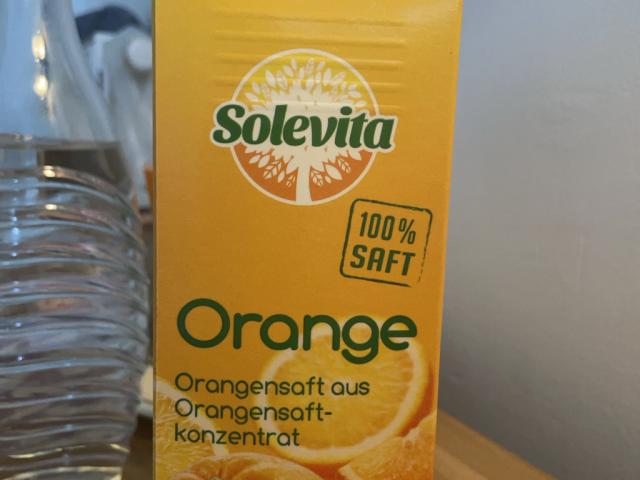 Solevita
100%
SAFT
Orange
Orangensaft aus
Orangensaft-
konzentrat